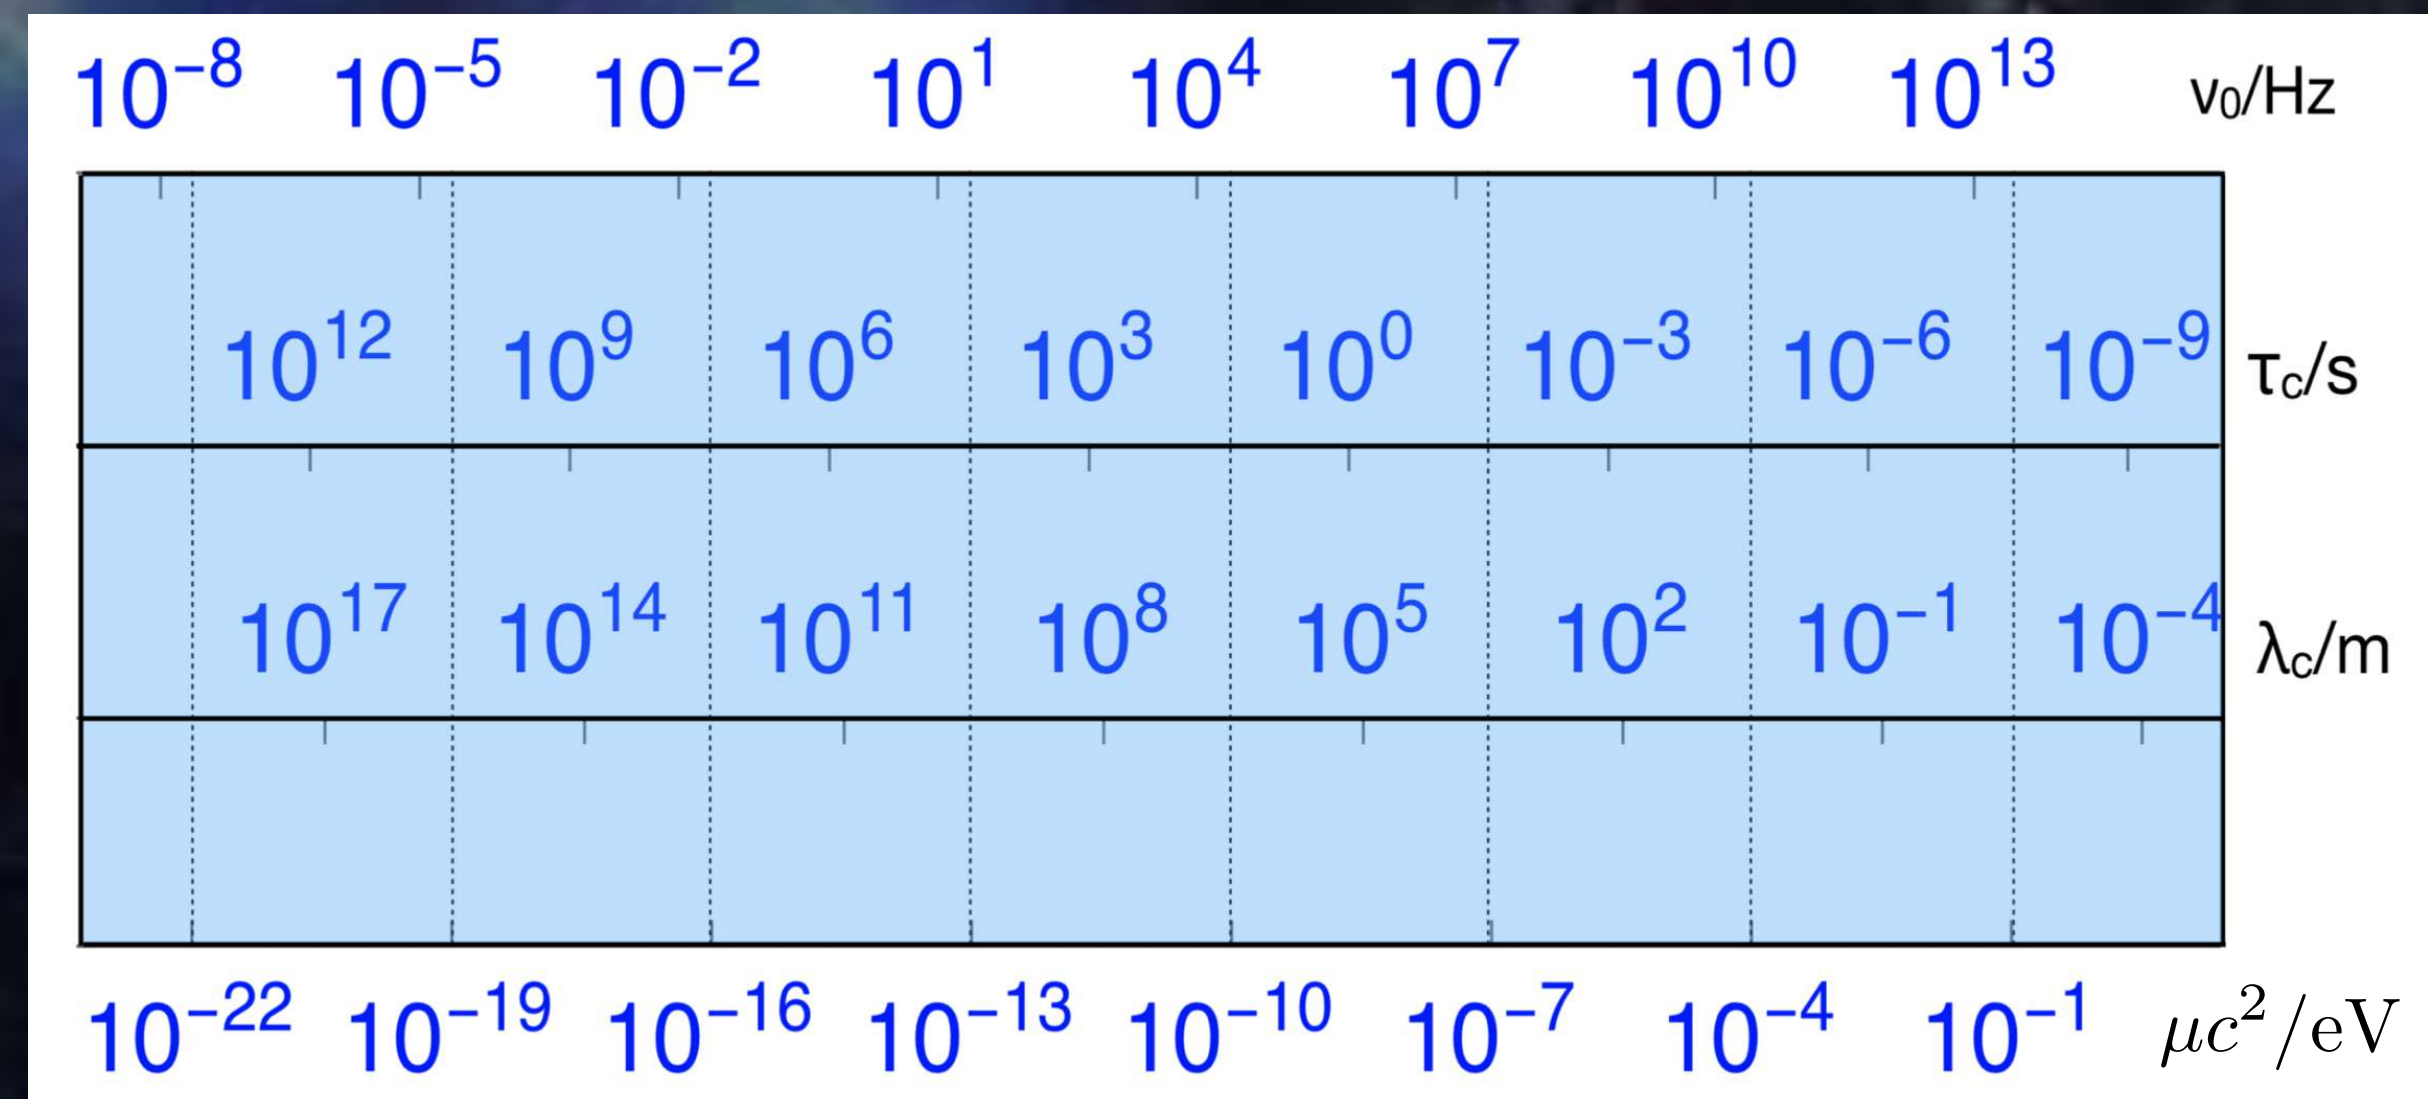 10⁻⁸ 10⁻⁵ 10⁻² 10¹ 10⁴ 10⁷ 10¹⁰ 10¹³ ν₀/Hz
10¹² 10⁹ 10⁶ 10³ 10⁰ 10⁻³ 10⁻⁶ 10⁻⁹ τc/s
10¹⁷ 10¹⁴ 10¹¹ 10⁸ 10⁵ 10² 10⁻¹ 10⁻⁴ λc/m
10⁻²² 10⁻¹⁹ 10⁻¹⁶ 10⁻¹³ 10⁻¹⁰ 10⁻⁷ 10⁻⁴ 10⁻¹ μc²/eV